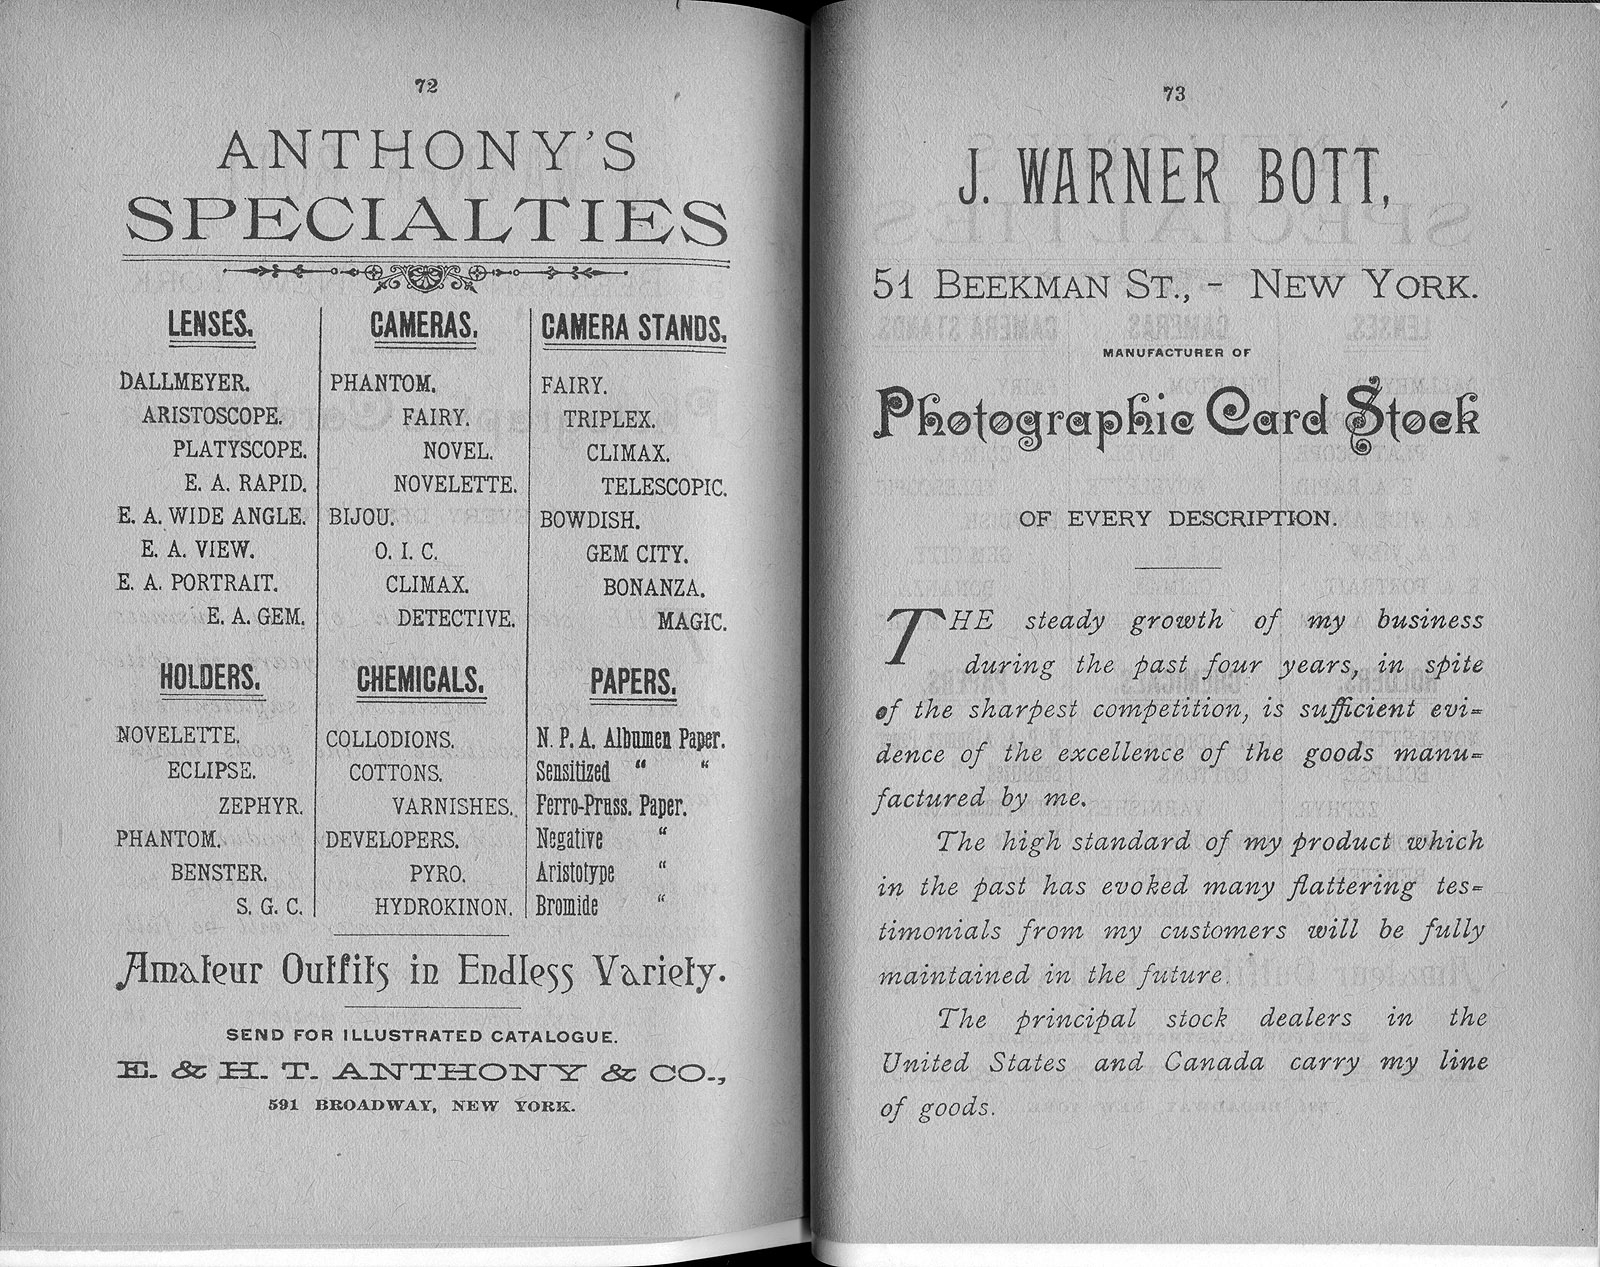 72
ANTHONY'S
SPECIALTIES
LENSES.
DALLMEYER.
ARISTOSCOPE.
PLATYSCOPE.
E. A. RAPID.
E. A. WIDE ANGLE.
E. A. VIEW.
E. A. PORTRAIT.
E. A. GEM.
CAMERAS.
PHANTOM.
FAIRY.
NOVEL.
NOVELETTE.
BIJOU.
O. I. C.
CLIMAX.
DETECTIVE.
CAMERA STANDS.
FAIRY.
TRIPLEX.
CLIMAX.
TELESCOPIC.
BOWDISH.
GEM CITY.
BONANZA.
MAGIC.
HOLDERS.
NOVELETTE.
ECLIPSE.
ZEPHYR.
PHANTOM.
BENSTER.
S. G. C.
CHEMICALS.
COLLODIONS.
COTTONS.
VARNISHES.
DEVELOPERS.
PYRO.
HYDROKINON.
PAPERS.
N. P. A. Albumen Paper.
Sensitized “ “
Ferro-Pruss. Paper.
Negative “
Aristotype “
Bromide “
Amateur Outfits in Endless Variety.
SEND FOR ILLUSTRATED CATALOGUE.
E. & H. T. ANTHONY & CO.,
591 BROADWAY, NEW YORK.
73
J. WARNER BOTT,
51 BEEKMAN ST., - NEW YORK.
MANUFACTURER OF
Photographic Card Stock
OF EVERY DESCRIPTION.
THE steady growth of my business
during the past four years, in spite
of the sharpest competition, is sufficient evi-
dence of the excellence of the goods manu-
factured by me.
The high standard of my product which
in the past has evoked many flattering tes-
timonials from my customers will be fully
maintained in the future.
The principal stock dealers in the
United States and Canada carry my line
of goods.